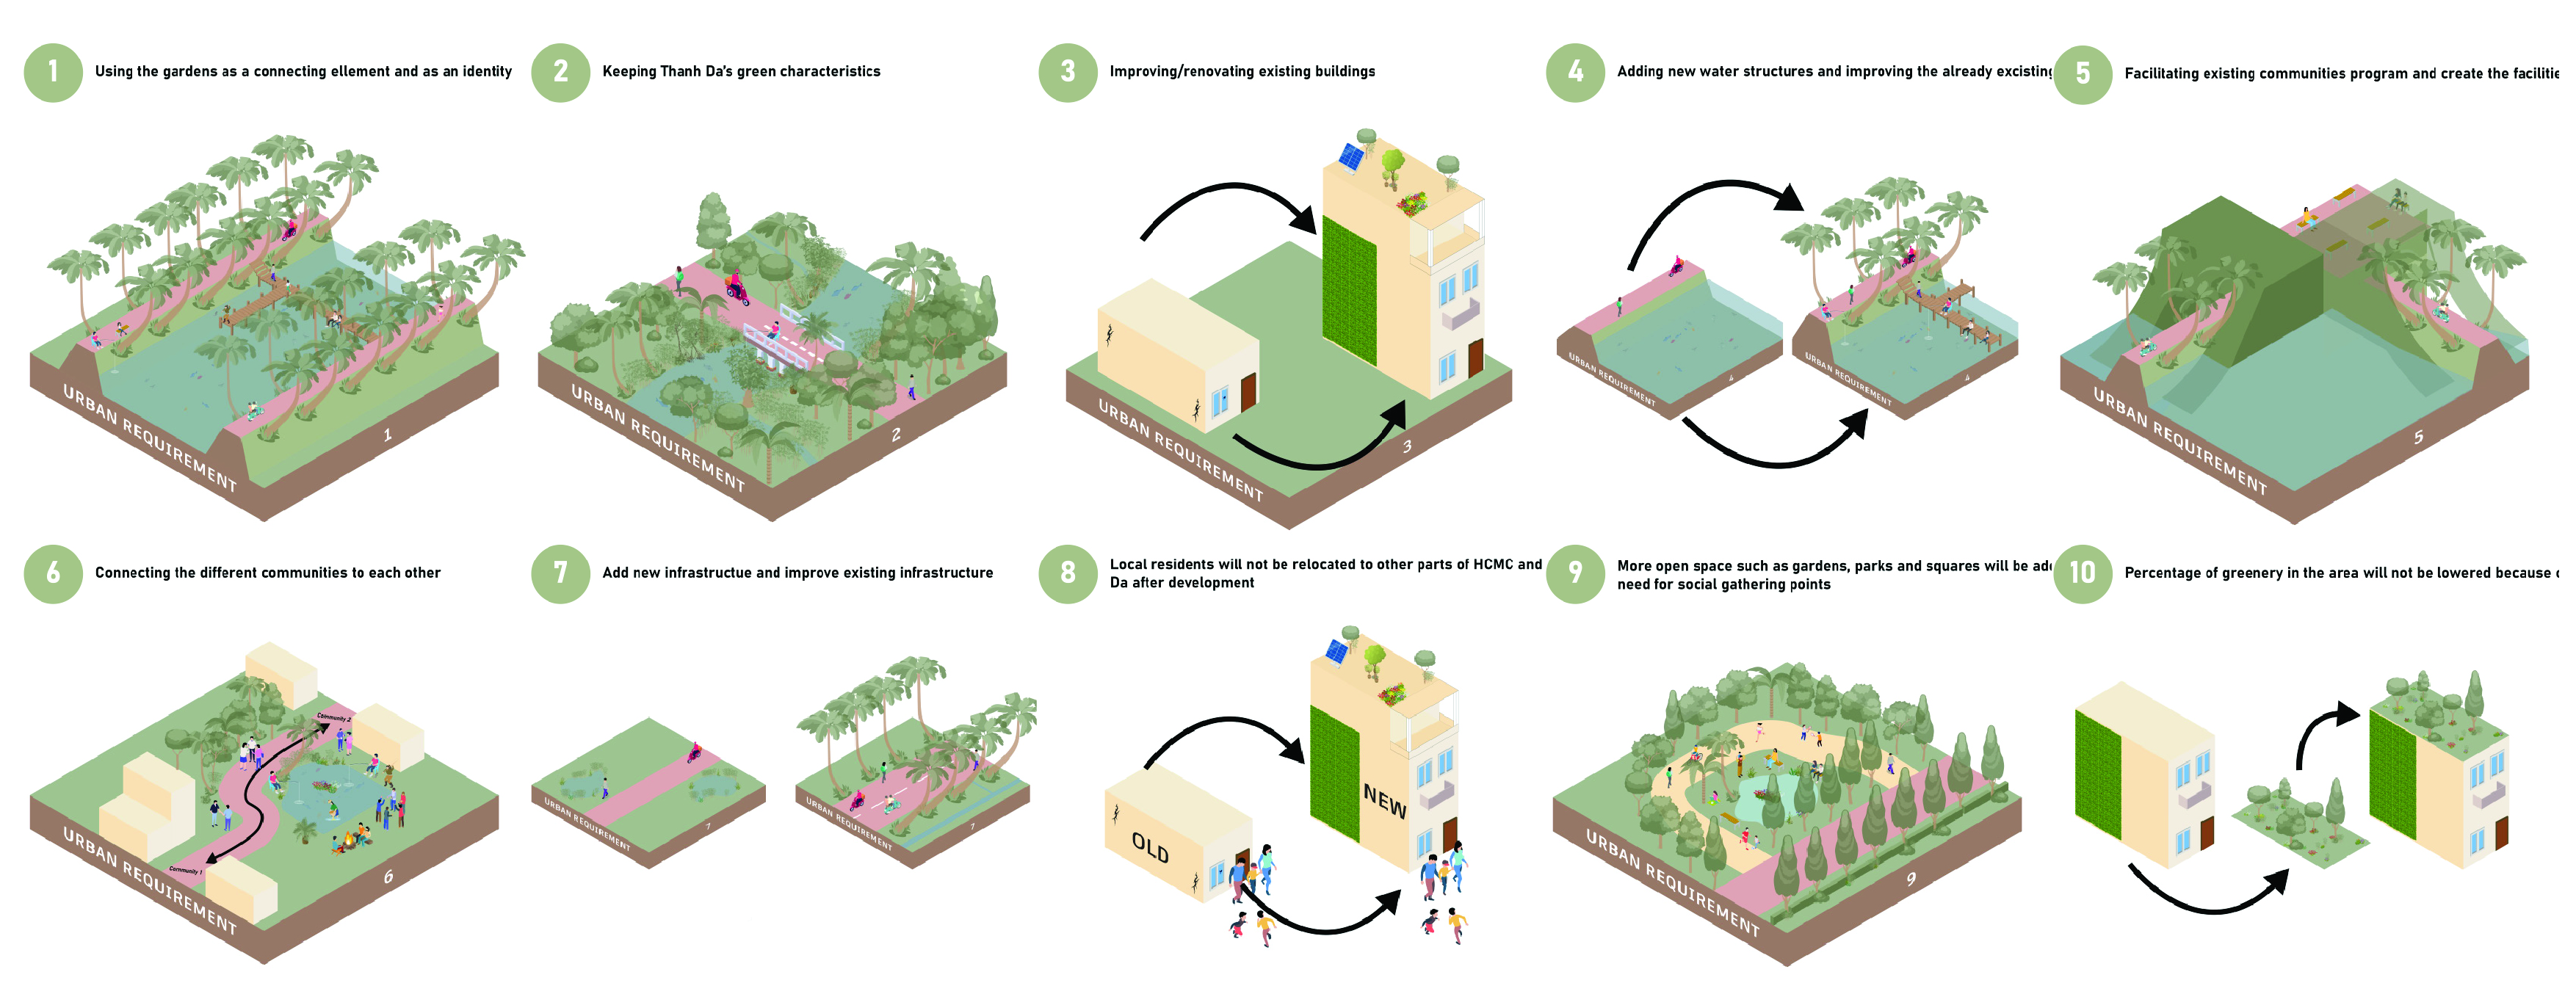 1 Using the gardens as a connecting ellement and as an identity
2 Keeping Thanh Da's green characteristics
3 Improving/renovating existing buildings
4 Adding new water structures and improving the already excisting
5 Facilitating existing communities program and create the facilitie
URBAN REQUIREMENT 1
URBAN REQUIREMENT 2
URBAN REQUIREMENT 3
URBAN REQUIREMENT 4
URBAN REQUIREMENT 4
URBAN REQUIREMENT 5
6 Connecting the different communities to each other
7 Add new infrastructue and improve existing infrastructure
8 Local residents will not be relocated to other parts of HCMC and
Da after development
9 More open space such as gardens, parks and squares will be add
need for social gathering points
10 Percentage of greenery in the area will not be lowered because
Community 2
Community 1
URBAN REQUIREMENT 6
URBAN REQUIREMENT 7
URBAN REQUIREMENT 7
OLD
NEW
URBAN REQUIREMENT 9